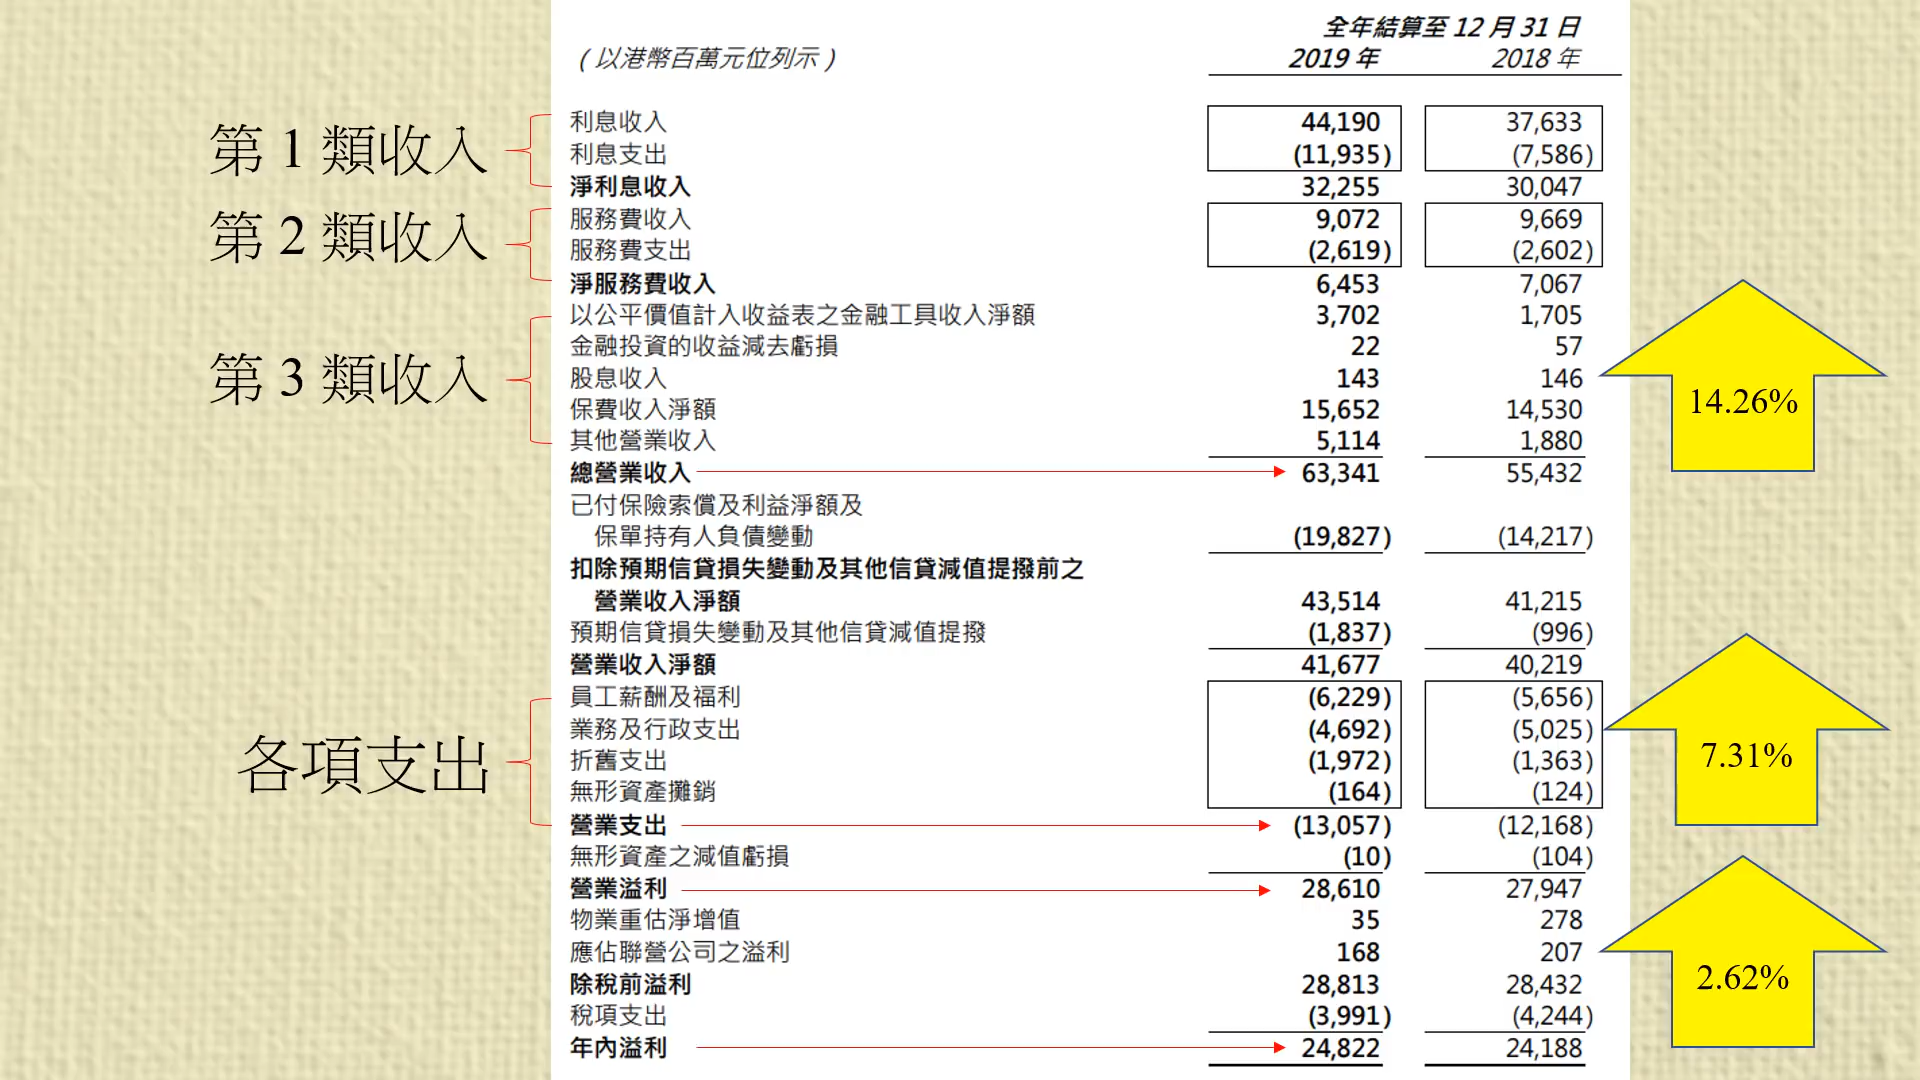 全年結算至 12 月 31 日
(以港幣百萬元位列示) 2019 年 2018 年
第 1 類收入
利息收入 44,190 37,633
利息支出 (11,935) (7,586)
淨利息收入 32,255 30,047
第 2 類收入
服務費收入 9,072 9,669
服務費支出 (2,619) (2,602)
淨服務費收入 6,453 7,067
第 3 類收入
以公平價值計入收益表之金融工具收入淨額 3,702 1,705
金融投資的收益減去虧損 22 57
股息收入 143 146
保費收入淨額 15,652 14,530
其他營業收入 5,114 1,880
總營業收入 63,341 55,432
14.26%
已付保險索償及利益淨額及
保單持有人負債變動 (19,827) (14,217)
扣除預期信貸損失變動及其他信貸減值提撥前之
營業收入淨額 43,514 41,215
預期信貸損失變動及其他信貸減值提撥 (1,837) (996)
營業收入淨額 41,677 40,219
各項支出
員工薪酬及福利 (6,229) (5,656)
業務及行政支出 (4,692) (5,025)
折舊支出 (1,972) (1,363)
無形資產攤銷 (164) (124)
營業支出 (13,057) (12,168)
7.31%
無形資產之減值虧損 (10) (104)
營業溢利 28,610 27,947
物業重估淨增值 35 278
應佔聯營公司之溢利 168 207
除稅前溢利 28,813 28,432
稅項支出 (3,991) (4,244)
年內溢利 24,822 24,188
2.62%